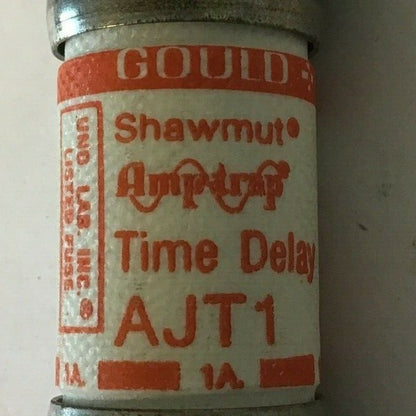 GOULD
Shawmut®
Amp-trap®
Time Delay
AJT1
1A.
1A.
UND. LAB. INC.®
LISTED FUSE